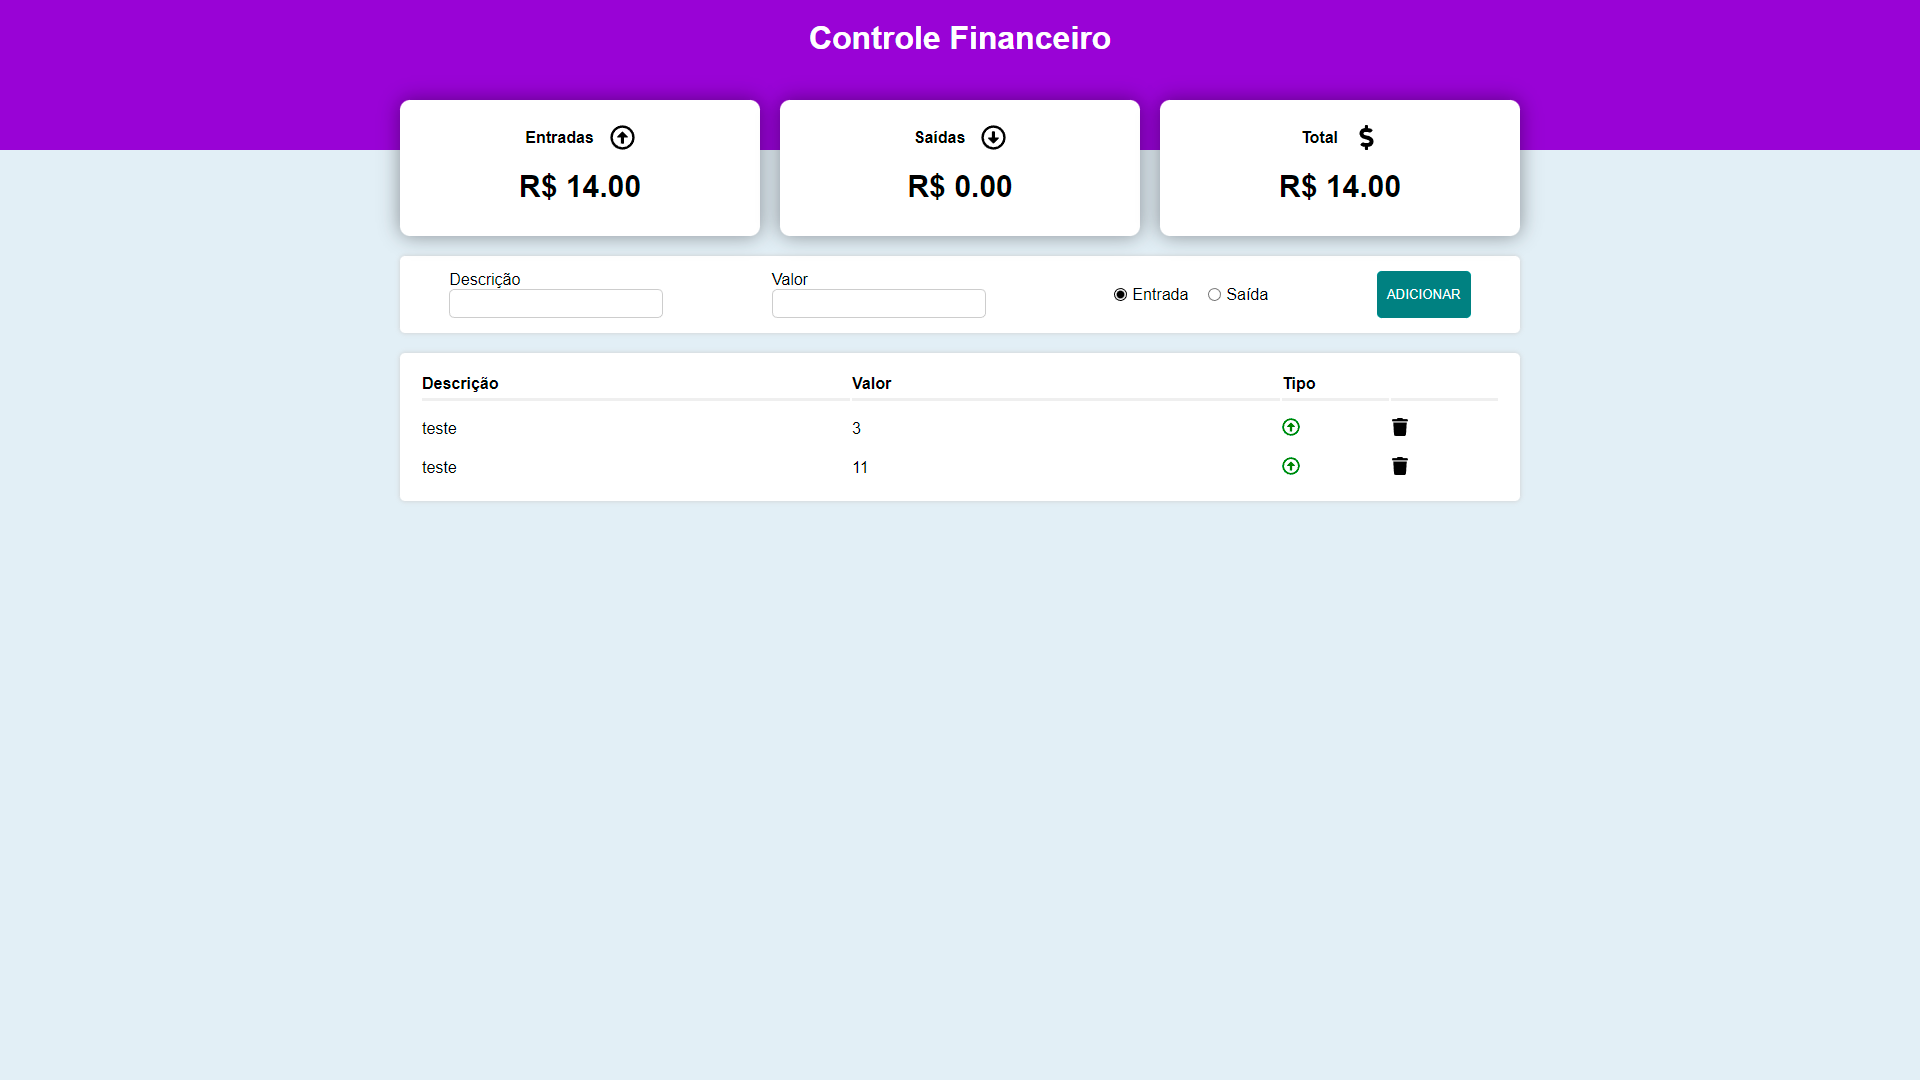 Controle Financeiro
Entradas
Saídas
Total
R$ 14.00
R$ 0.00
R$ 14.00
Descrição
Valor
Entrada
Saída
ADICIONAR
Descrição Valor Tipo
teste 3
teste 11